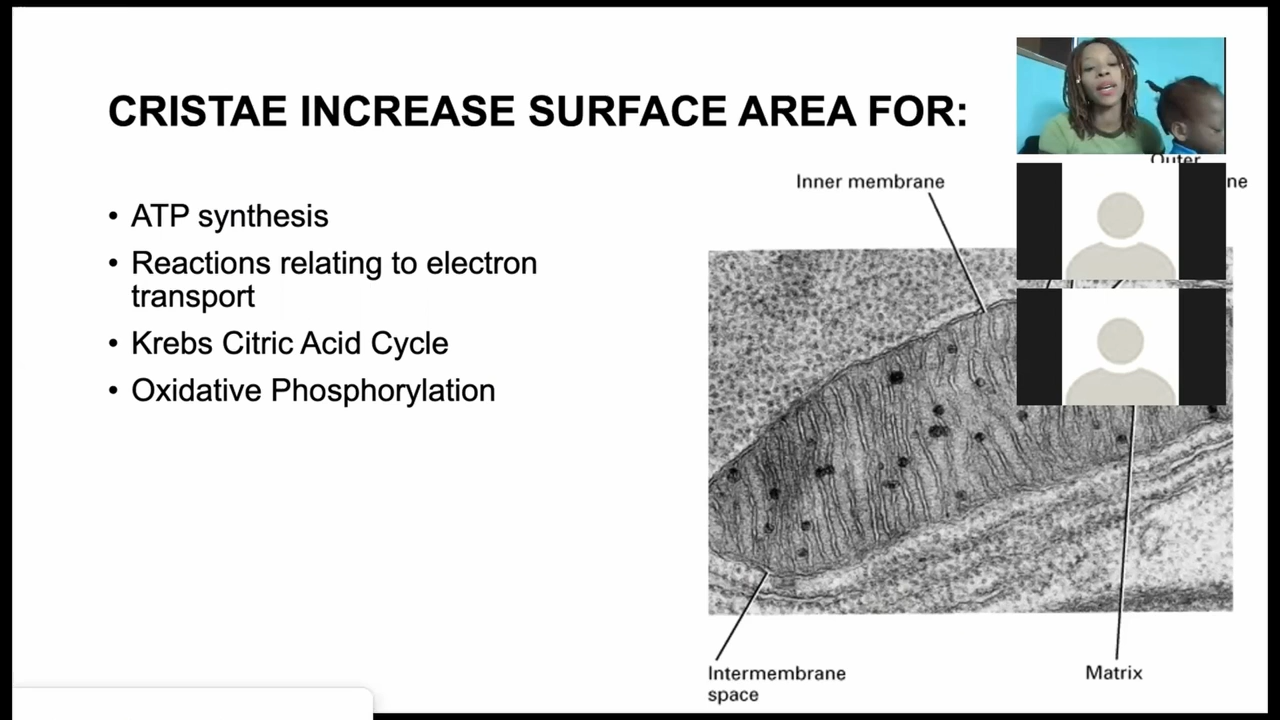 CRISTAE INCREASE SURFACE AREA FOR:
• ATP synthesis
• Reactions relating to electron
transport
• Krebs Citric Acid Cycle
• Oxidative Phosphorylation
Outer
Inner membrane
Intermembrane
space
Matrix